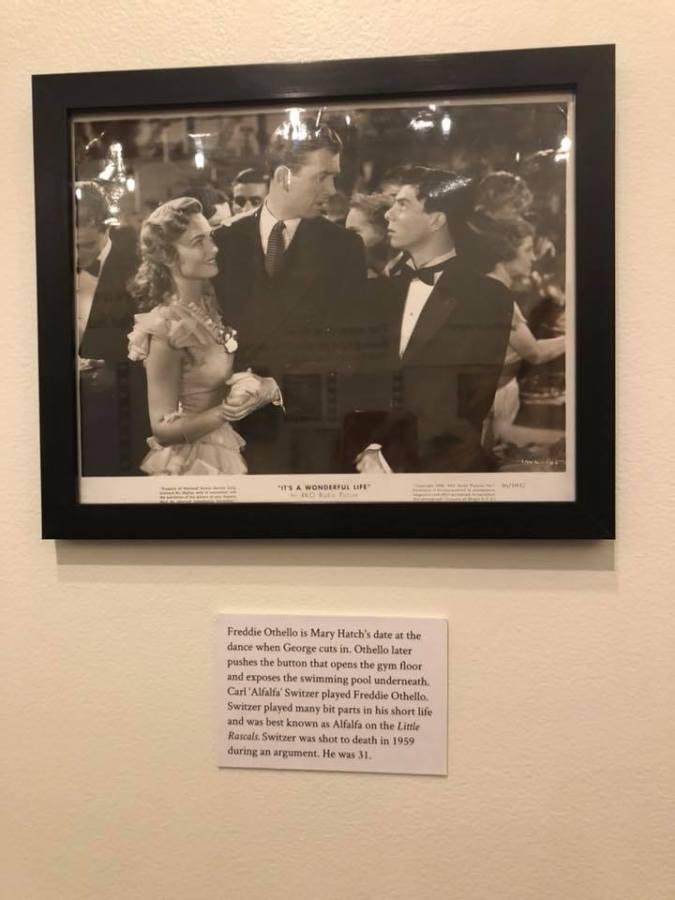 "IT'S A WONDERFUL LIFE"
An RKO Radio Picture
Freddie Othello is Mary Hatch's date at the
dance when George cuts in. Othello later
pushes the button that opens the gym floor
and exposes the swimming pool underneath.
Carl 'Alfalfa' Switzer played Freddie Othello.
Switzer played many bit parts in his short life
and was best known as Alfalfa on the Little
Rascals. Switzer was shot to death in 1959
during an argument. He was 31.